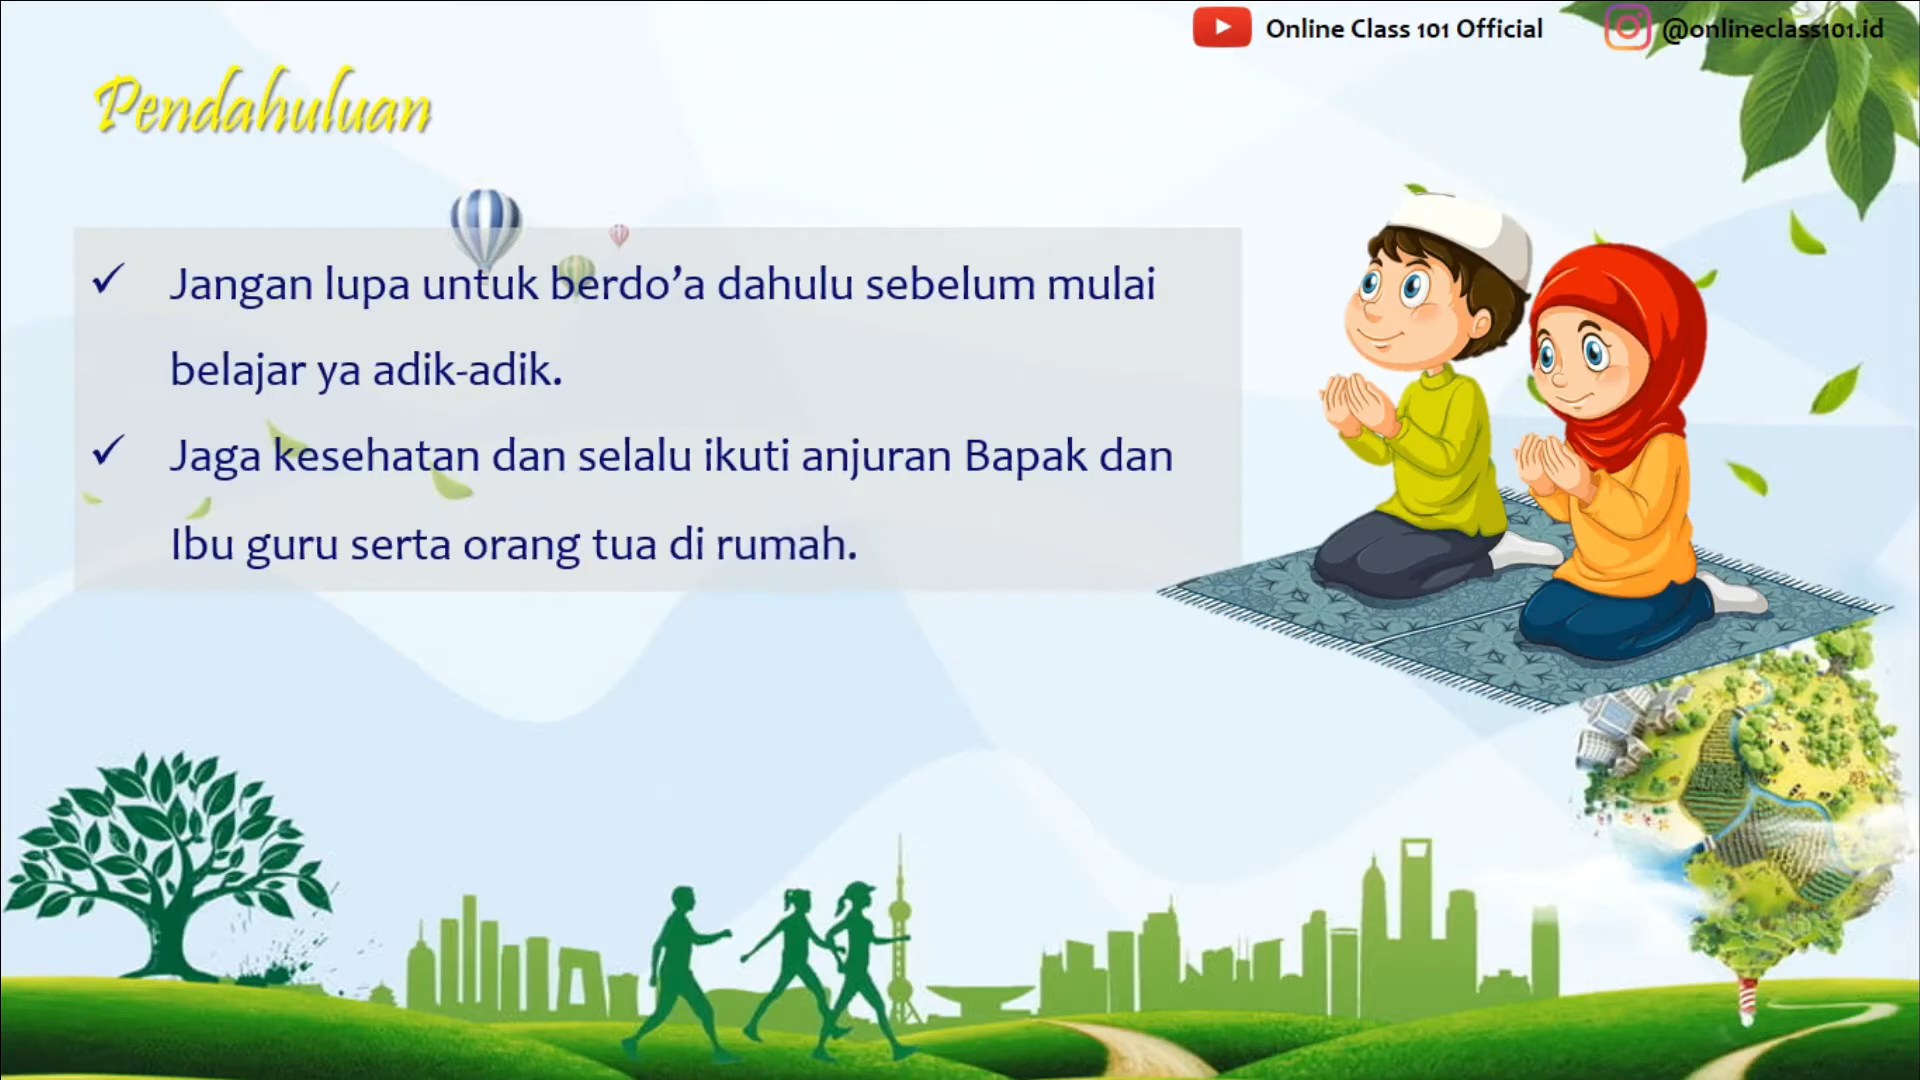 Online Class 101 Official
@onlineclass101.id
Pendahuluan
✓ Jangan lupa untuk berdo’a dahulu sebelum mulai
belajar ya adik-adik.
✓ Jaga kesehatan dan selalu ikuti anjuran Bapak dan
Ibu guru serta orang tua di rumah.